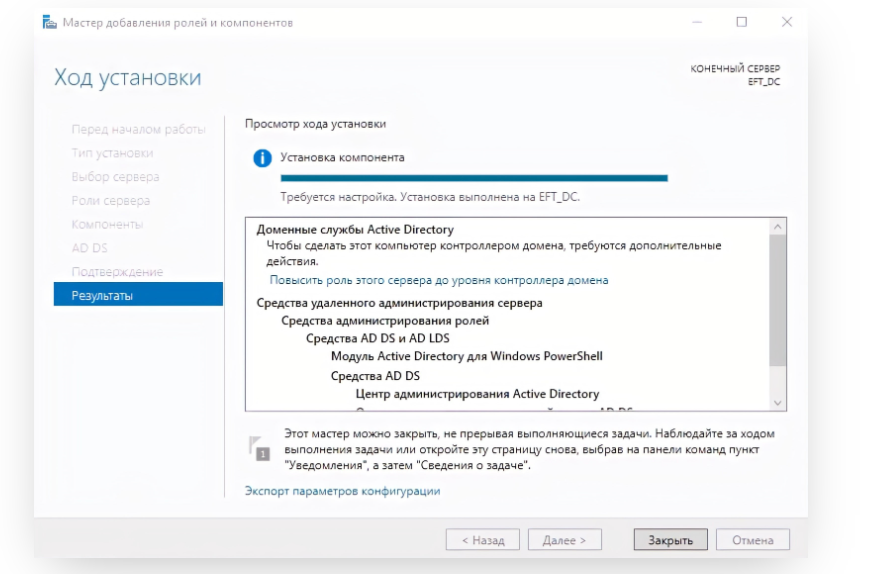 Мастер добавления ролей и компонентов
Ход установки
КОНЕЧНЫЙ СЕРВЕР
EFT_DC
Перед началом работы
Тип установки
Выбор сервера
Роли сервера
Компоненты
AD DS
Подтверждение
Результаты
Просмотр хода установки
Установка компонента
Требуется настройка. Установка выполнена на EFT_DC.
Доменные службы Active Directory
Чтобы сделать этот компьютер контроллером домена, требуются дополнительные
действия.
Повысить роль этого сервера до уровня контроллера домена
Средства удаленного администрирования сервера
Средства администрирования ролей
Средства AD DS и AD LDS
Модуль Active Directory для Windows PowerShell
Средства AD DS
Центр администрирования Active Directory
1
Этот мастер можно закрыть, не прерывая выполняющиеся задачи. Наблюдайте за ходом
выполнения задачи или откройте эту страницу снова, выбрав на панели команд пункт
"Уведомления", а затем "Сведения о задаче".
Экспорт параметров конфигурации
< Назад
Далее >
Закрыть
Отмена